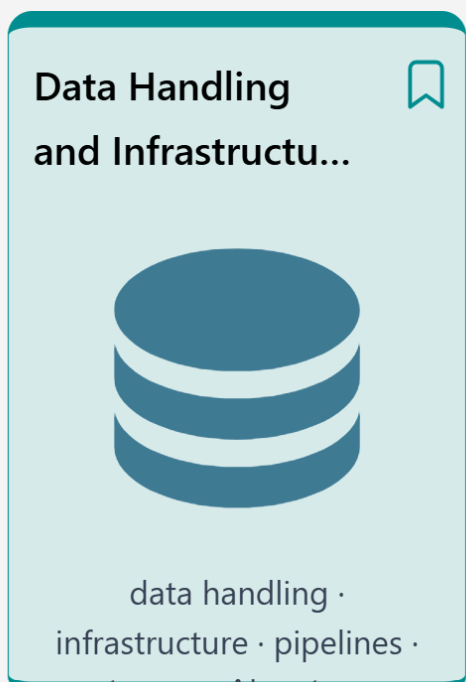 Data Handling
and Infrastructu...
data handling ·
infrastructure · pipelines ·